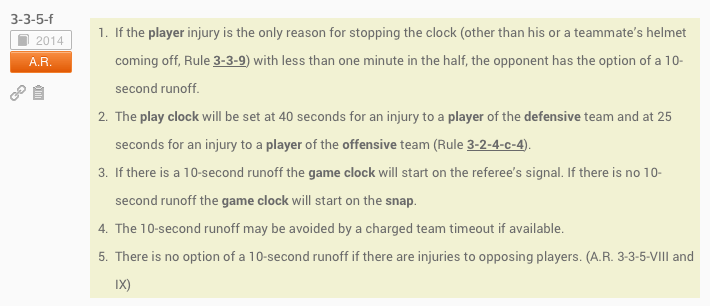 3-3-5-f
2014
A.R.
1. If the player injury is the only reason for stopping the clock (other than his or a teammate's helmet
coming off, Rule 3-3-9) with less than one minute in the half, the opponent has the option of a 10-
second runoff.
2. The play clock will be set at 40 seconds for an injury to a player of the defensive team and at 25
seconds for an injury to a player of the offensive team (Rule 3-2-4-c-4).
3. If there is a 10-second runoff the game clock will start on the referee's signal. If there is no 10-
second runoff the game clock will start on the snap.
4. The 10-second runoff may be avoided by a charged team timeout if available.
5. There is no option of a 10-second runoff if there are injuries to opposing players. (A.R. 3-3-5-VIII and
IX)